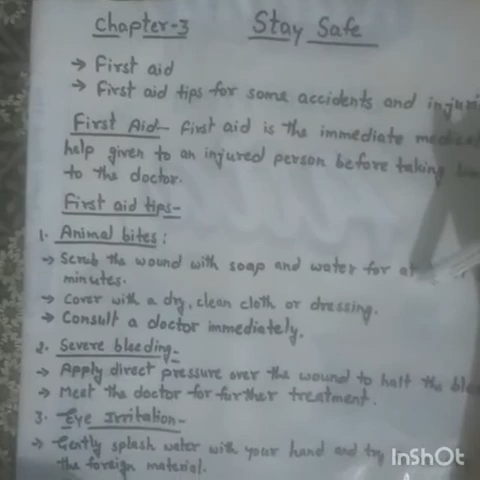 Chapter-3 Stay Safe
→ First aid
→ First aid tips for some accidents and
First Aid- First aid is the immediate
help given to an injured person before taking
to the doctor.
First aid tips-
1. Animal bites:
→ Scrub the wound with soap and water for at
minutes.
→ Cover with a dry, clean cloth or dressing.
→ Consult a doctor immediately.
2. Severe bleeding-
→ Apply direct pressure over the wound to halt the
→ Meat the doctor for further treatment.
3. Eye Irritation-
→ Gently splash water with your hand and try
the foreign material.
InShOt